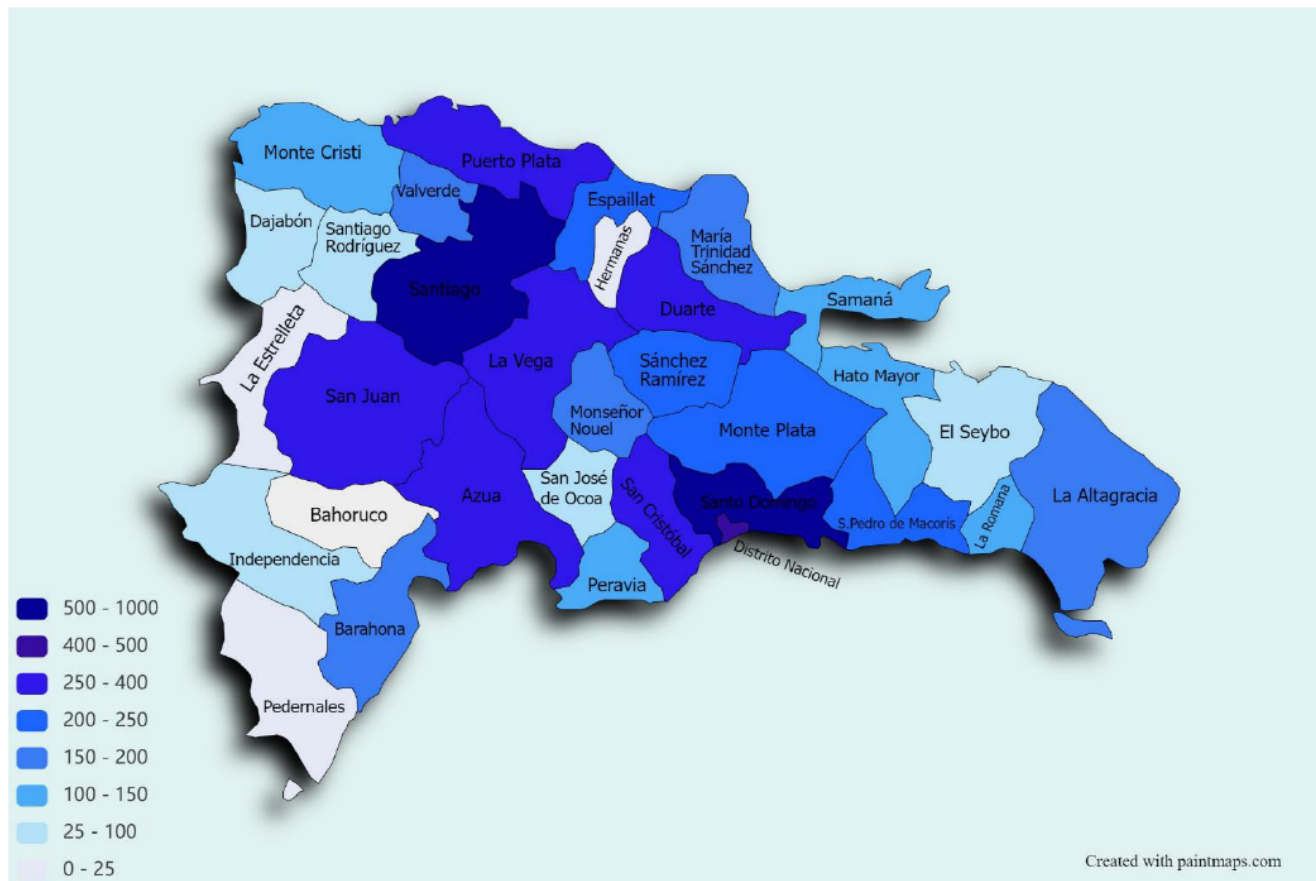 Monte Cristi
Puerto Plata
Valverde
Espaillat
Dajabón
Santiago
Rodríguez
Hermanas
María
Trinidad
Sánchez
Santiago
Duarte
Samaná
La Estrelleta
La Vega
Sánchez
Ramírez
Hato Mayor
San Juan
Monseñor
Nouel
Monte Plata
El Seybo
San José
de Ocoa
Azua
San Cristóbal
Santo Domingo
La Romana
La Altagracia
Bahoruco
S.Pedro de Macorís
Independencia
Distrito Nacional
Peravia
Barahona
Pedernales
500 - 1000
400 - 500
250 - 400
200 - 250
150 - 200
100 - 150
25 - 100
0 - 25
Created with paintmaps.com